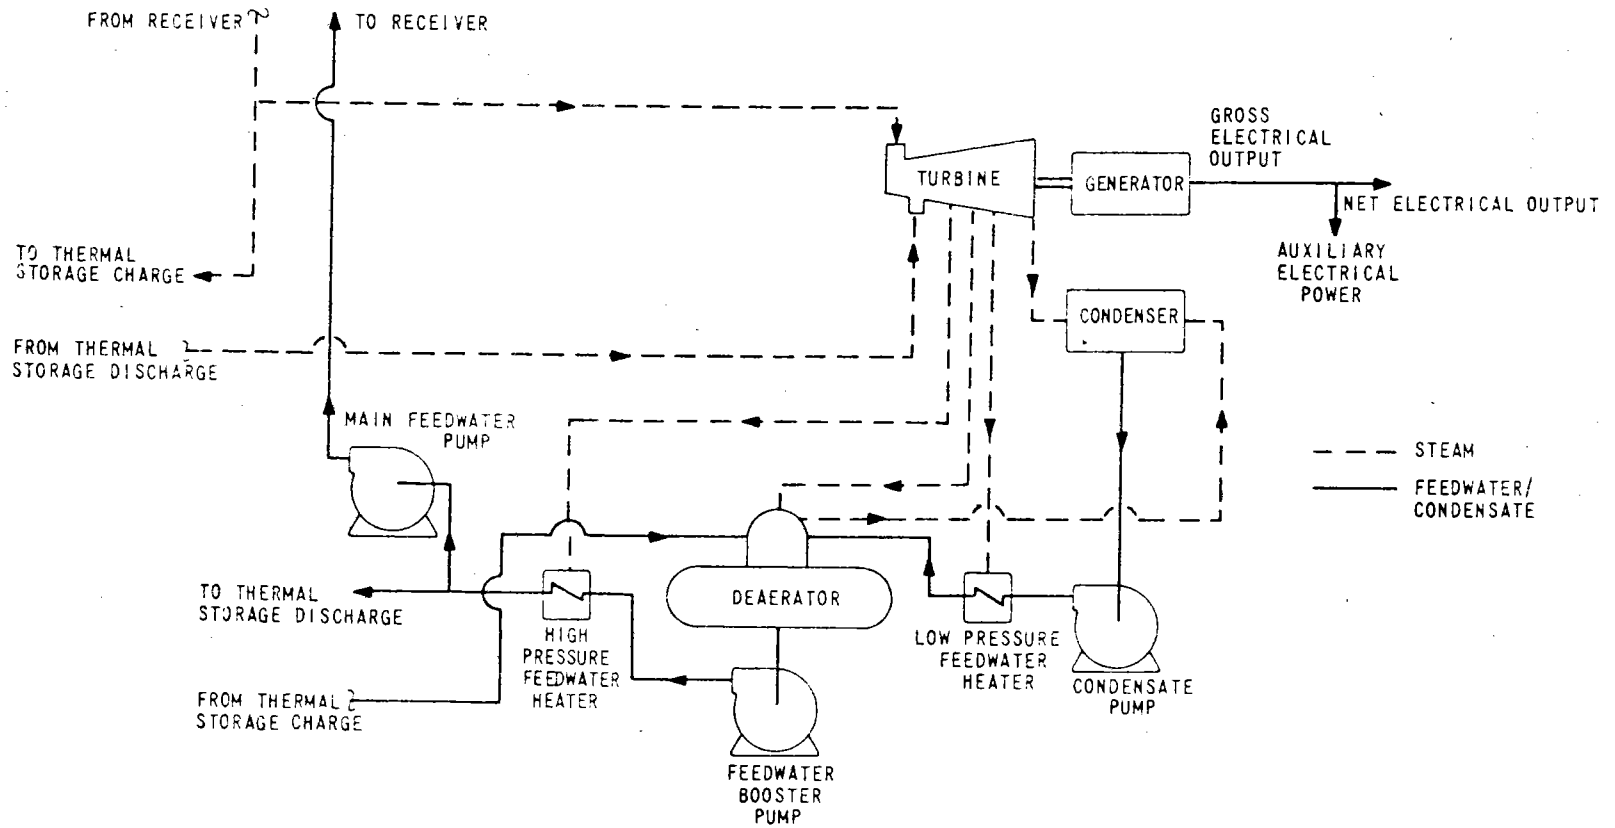 FROM RECEIVER
TO RECEIVER
GROSS
ELECTRICAL
OUTPUT
TURBINE
GENERATOR
NET ELECTRICAL OUTPUT
AUXILIARY
ELECTRICAL
POWER
TO THERMAL
STORAGE CHARGE
CONDENSER
FROM THERMAL
STORAGE DISCHARGE
MAIN FEEDWATER
PUMP
STEAM
FEEDWATER/
CONDENSATE
TO THERMAL
STORAGE DISCHARGE
DEAERATOR
HIGH
PRESSURE
FEEDWATER
HEATER
LOW PRESSURE
FEEDWATER
HEATER
CONDENSATE
PUMP
FROM THERMAL
STORAGE CHARGE
FEEDWATER
BOOSTER
PUMP